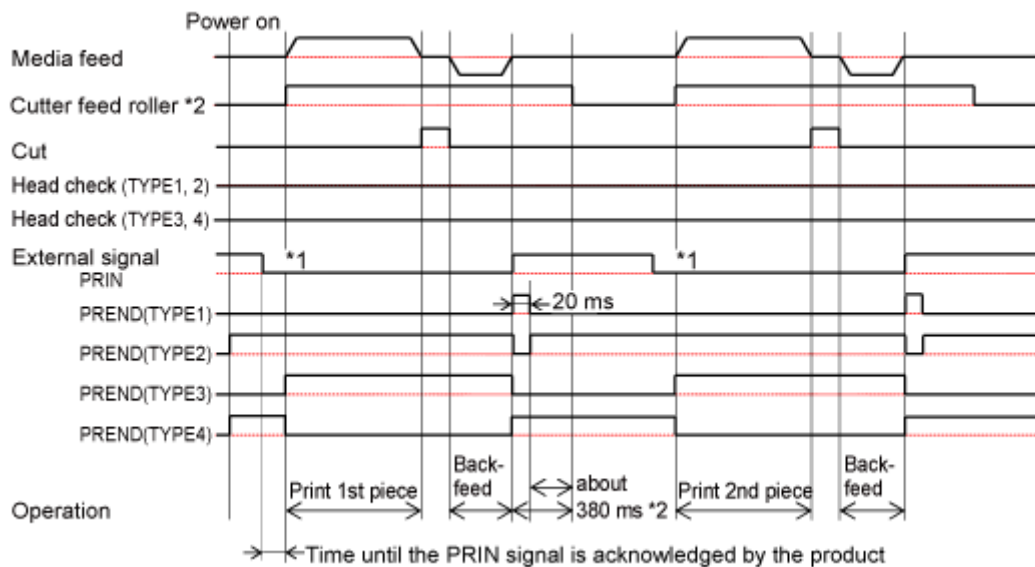 Power on
Media feed
Cutter feed roller *2
Cut
Head check (TYPE1, 2)
Head check (TYPE3, 4)
External signal *1 *1
PRIN
PREND(TYPE1) 20 ms
PREND(TYPE2)
PREND(TYPE3)
PREND(TYPE4)
Operation
Print 1st piece
Back-
feed
about
380 ms *2
Print 2nd piece
Back-
feed
Time until the PRIN signal is acknowledged by the product